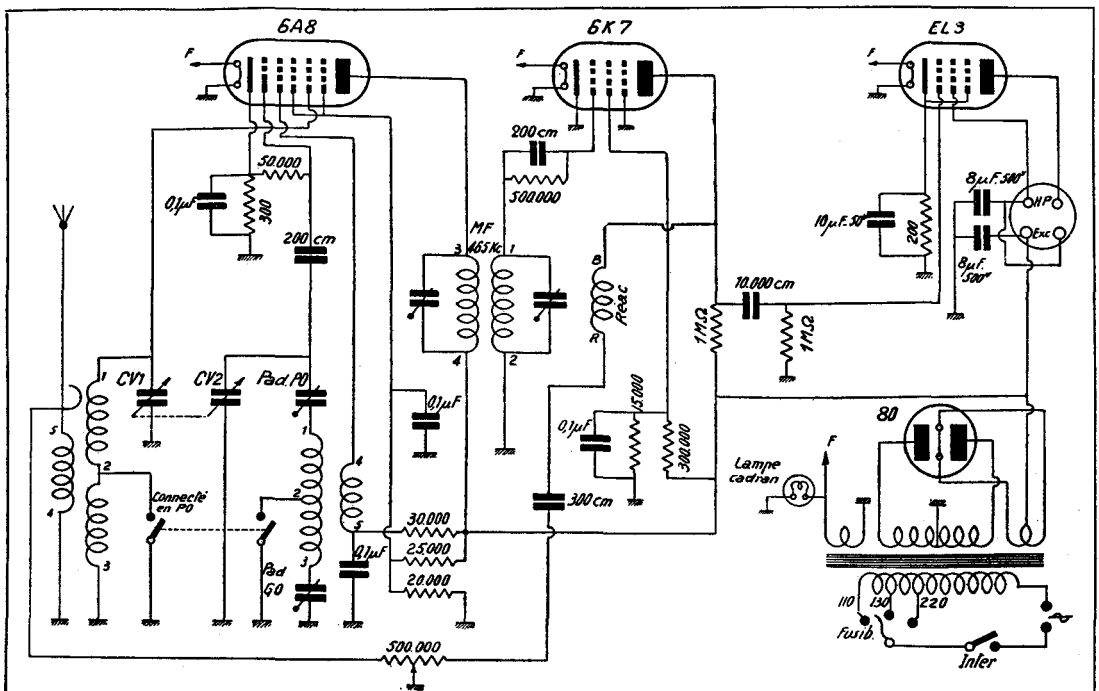 6A8
6K7
EL3
F
F
F
50.000
0,1µF
300
200 cm
200 cm
500.000
MF
465Kc
3
1
4
2
B
Reac
R
10.000 cm
1MΩ
1MΩ
10µF.50ᵛ
200
8µF.500ᵛ
8µF.
500ᵛ
HP
Exc
CV1
CV2
Pad. PO
1
5
4
2
3
Connecté
en PO
1
2
3
Pad
GO
4
5
0,1µF
0,1µF
30.000
25.000
20.000
0,1µF
15.000
300.000
300 cm
500.000
80
Lampe
cadran
F
110
130
220
Fusib.
Inter